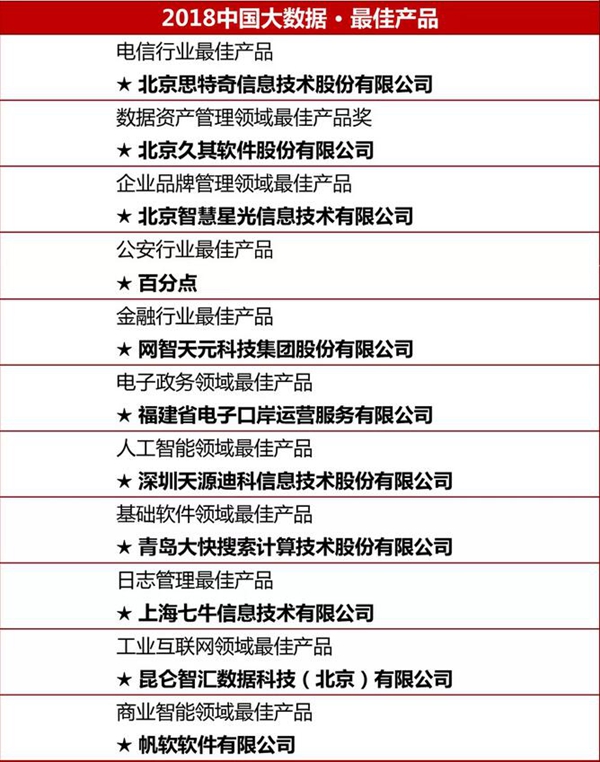 2018中国大数据·最佳产品
电信行业最佳产品
★ 北京思特奇信息技术股份有限公司
数据资产管理领域最佳产品奖
★ 北京久其软件股份有限公司
企业品牌管理领域最佳产品
★ 北京智慧星光信息技术有限公司
公安行业最佳产品
★ 百分点
金融行业最佳产品
★ 网智天元科技集团股份有限公司
电子政务领域最佳产品
★ 福建省电子口岸运营服务有限公司
人工智能领域最佳产品
★ 深圳天源迪科信息技术股份有限公司
基础软件领域最佳产品
★ 青岛大快搜索计算技术股份有限公司
日志管理最佳产品
★ 上海七牛信息技术有限公司
工业互联网领域最佳产品
★ 昆仑智汇数据科技（北京）有限公司
商业智能领域最佳产品
★ 帆软软件有限公司